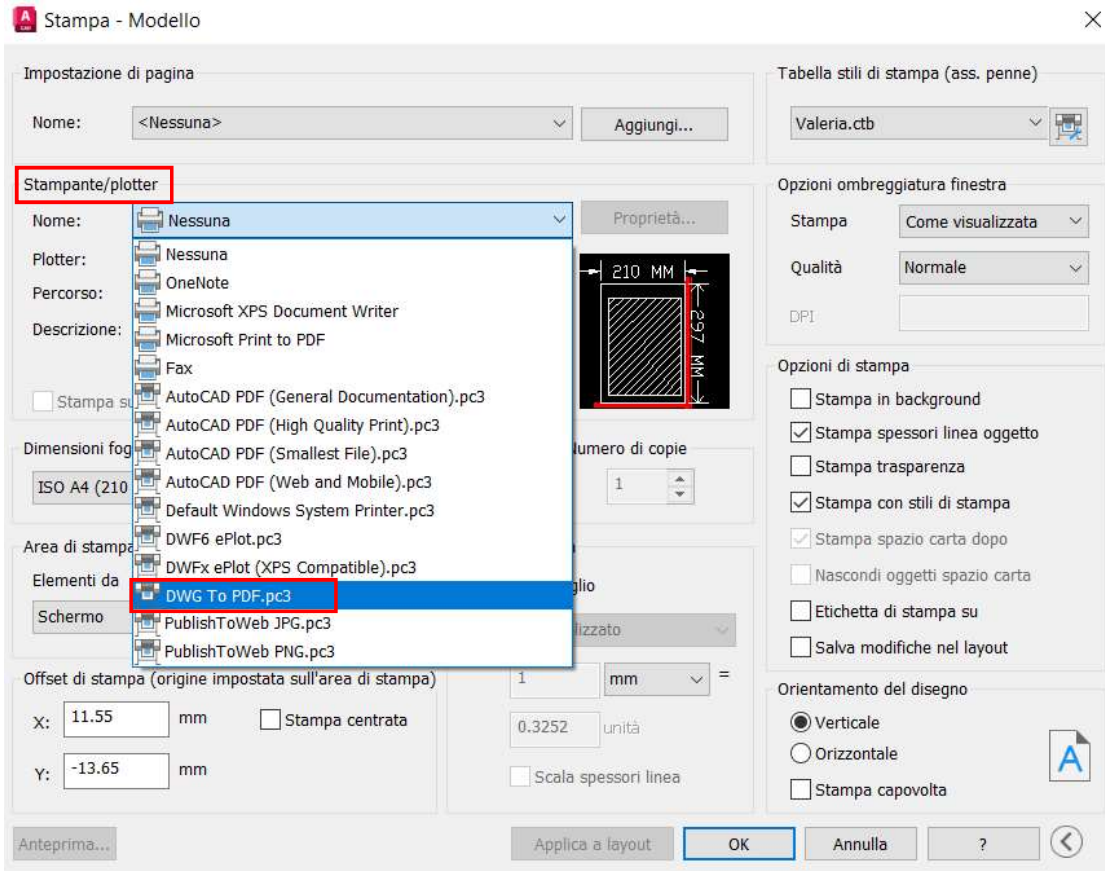 Stampa - Modello
Impostazione di pagina
Nome: <Nessuna> Aggiungi...
Tabella stili di stampa (ass. penne)
Valeria.ctb
Stampante/plotter
Nome: Nessuna Proprietà...
Plotter:
Percorso:
Descrizione:
Nessuna
OneNote
Microsoft XPS Document Writer
Microsoft Print to PDF
Fax
AutoCAD PDF (General Documentation).pc3
AutoCAD PDF (High Quality Print).pc3
AutoCAD PDF (Smallest File).pc3
AutoCAD PDF (Web and Mobile).pc3
Default Windows System Printer.pc3
DWF6 ePlot.pc3
DWFx ePlot (XPS Compatible).pc3
DWG To PDF.pc3
PublishToWeb JPG.pc3
PublishToWeb PNG.pc3
210 MM
297 MM
Stampa su
Opzioni ombreggiatura finestra
Stampa Come visualizzata
Qualità Normale
DPI
Dimensioni fog
ISO A4 (210
Numero di copie
1
Area di stampa
Elementi da
Schermo
glio
lizzato
1 mm =
0.3252 unità
Scala spessori linea
Offset di stampa (origine impostata sull'area di stampa)
X: 11.55 mm Stampa centrata
Y: -13.65 mm
Opzioni di stampa
Stampa in background
Stampa spessori linea oggetto
Stampa trasparenza
Stampa con stili di stampa
Stampa spazio carta dopo
Nascondi oggetti spazio carta
Etichetta di stampa su
Salva modifiche nel layout
Orientamento del disegno
Verticale
Orizzontale
Stampa capovolta
A
Anteprima... Applica a layout OK Annulla ?